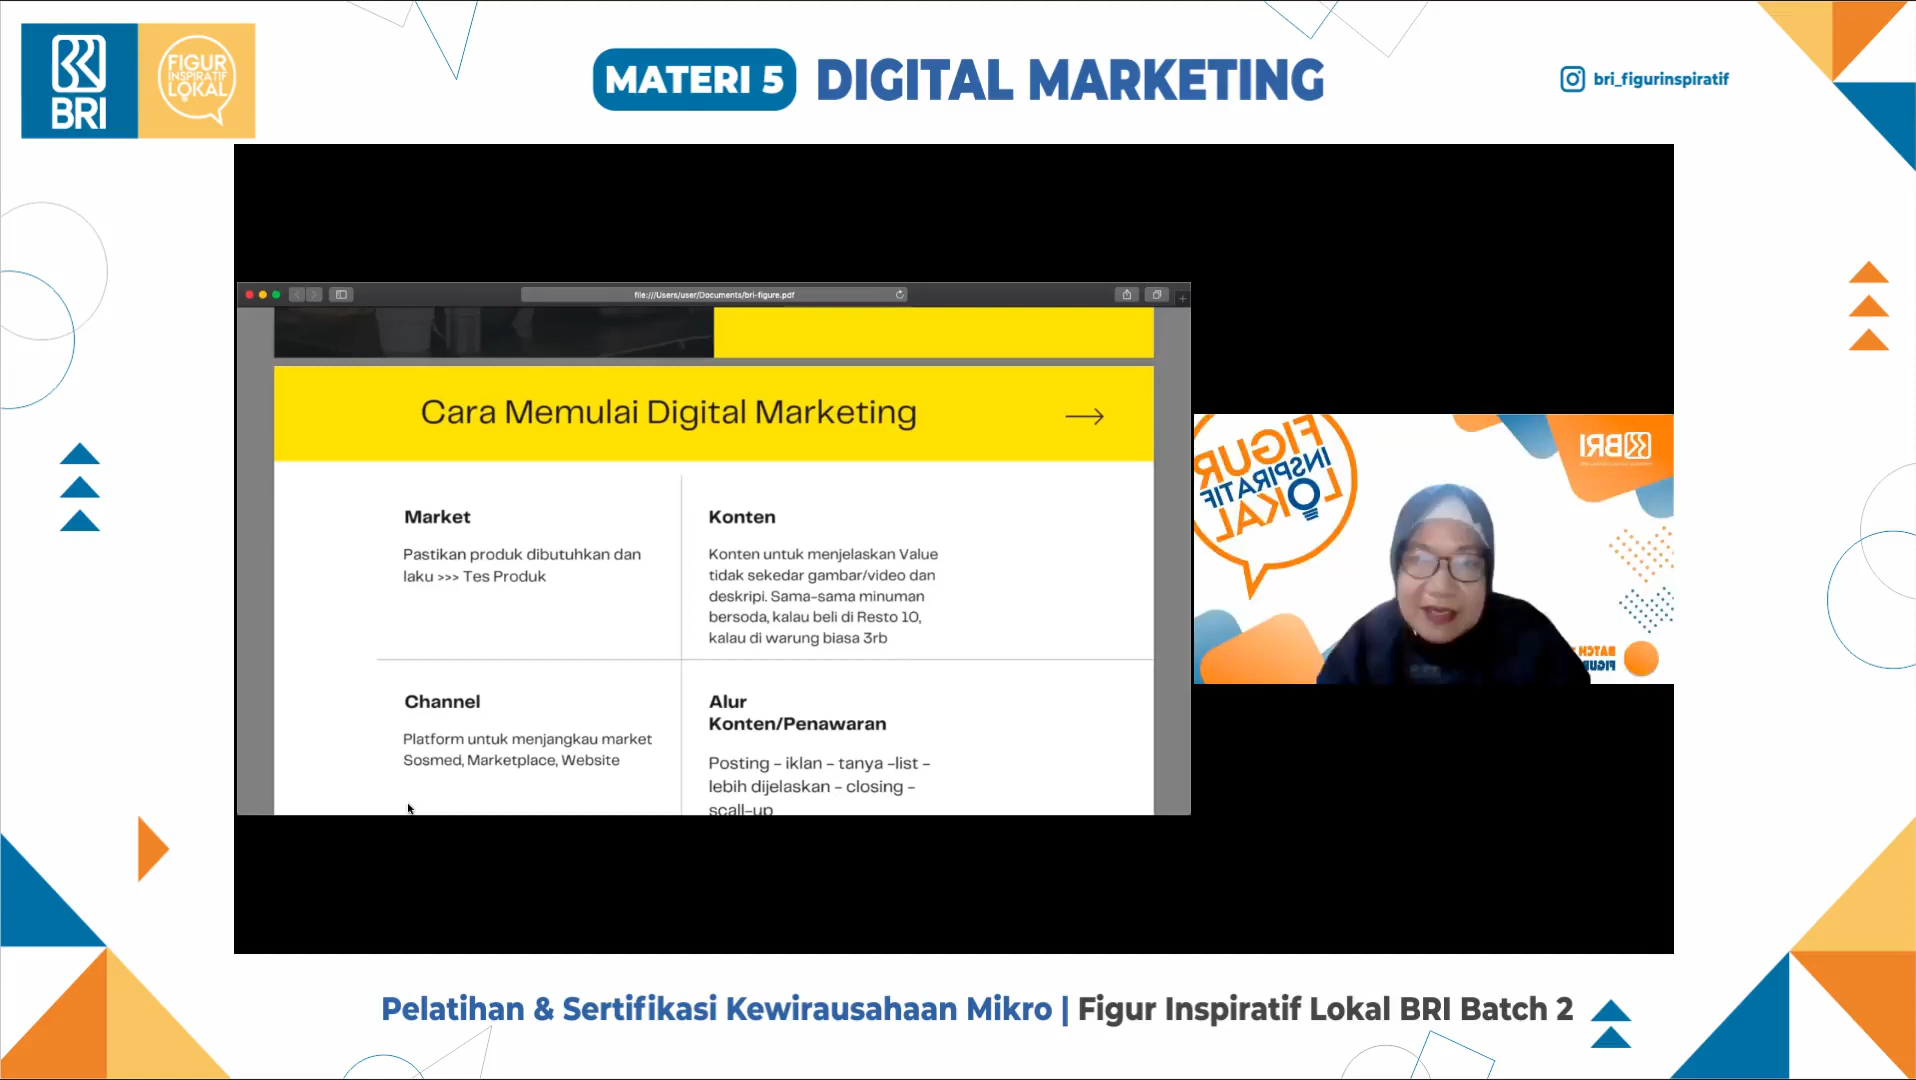 BRI
FIGUR
INSPIRATIF
LOKAL
MATERI 5 DIGITAL MARKETING
bri_figurinspiratif
file:///Users/user/Documents/bri-figure.pdf
Cara Memulai Digital Marketing
Market
Pastikan produk dibutuhkan dan
laku >>> Tes Produk
Konten
Konten untuk menjelaskan Value
tidak sekedar gambar/video dan
deskripi. Sama-sama minuman
bersoda, kalau beli di Resto 10,
kalau di warung biasa 3rb
Channel
Platform untuk menjangkau market
Sosmed, Marketplace, Website
Alur
Konten/Penawaran
Posting - iklan - tanya -list -
lebih dijelaskan - closing -
scall-up
FIGUR
INSPIRATIF
LOKAL
BRI
BATCH
FIGUR
Pelatihan & Sertifikasi Kewirausahaan Mikro | Figur Inspiratif Lokal BRI Batch 2